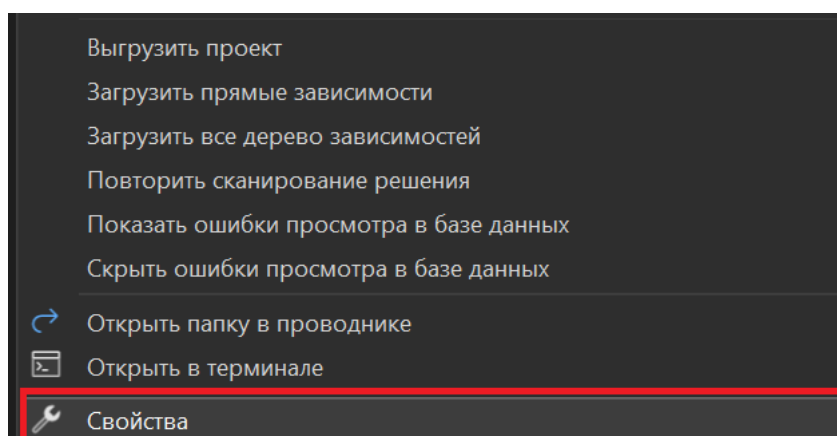 Выгрузить проект
Загрузить прямые зависимости
Загрузить все дерево зависимостей
Повторить сканирование решения
Показать ошибки просмотра в базе данных
Скрыть ошибки просмотра в базе данных
Открыть папку в проводнике
Открыть в терминале
Свойства